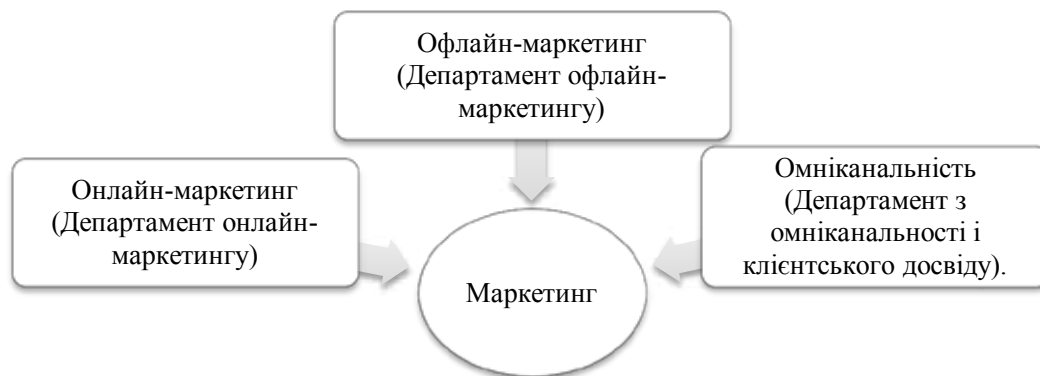 Офлайн-маркетинг
(Департамент офлайн-
маркетингу)
Онлайн-маркетинг
(Департамент онлайн-
маркетингу)
Омніканальність
(Департамент з
омніканальності і
клієнтського досвіду).
Маркетинг